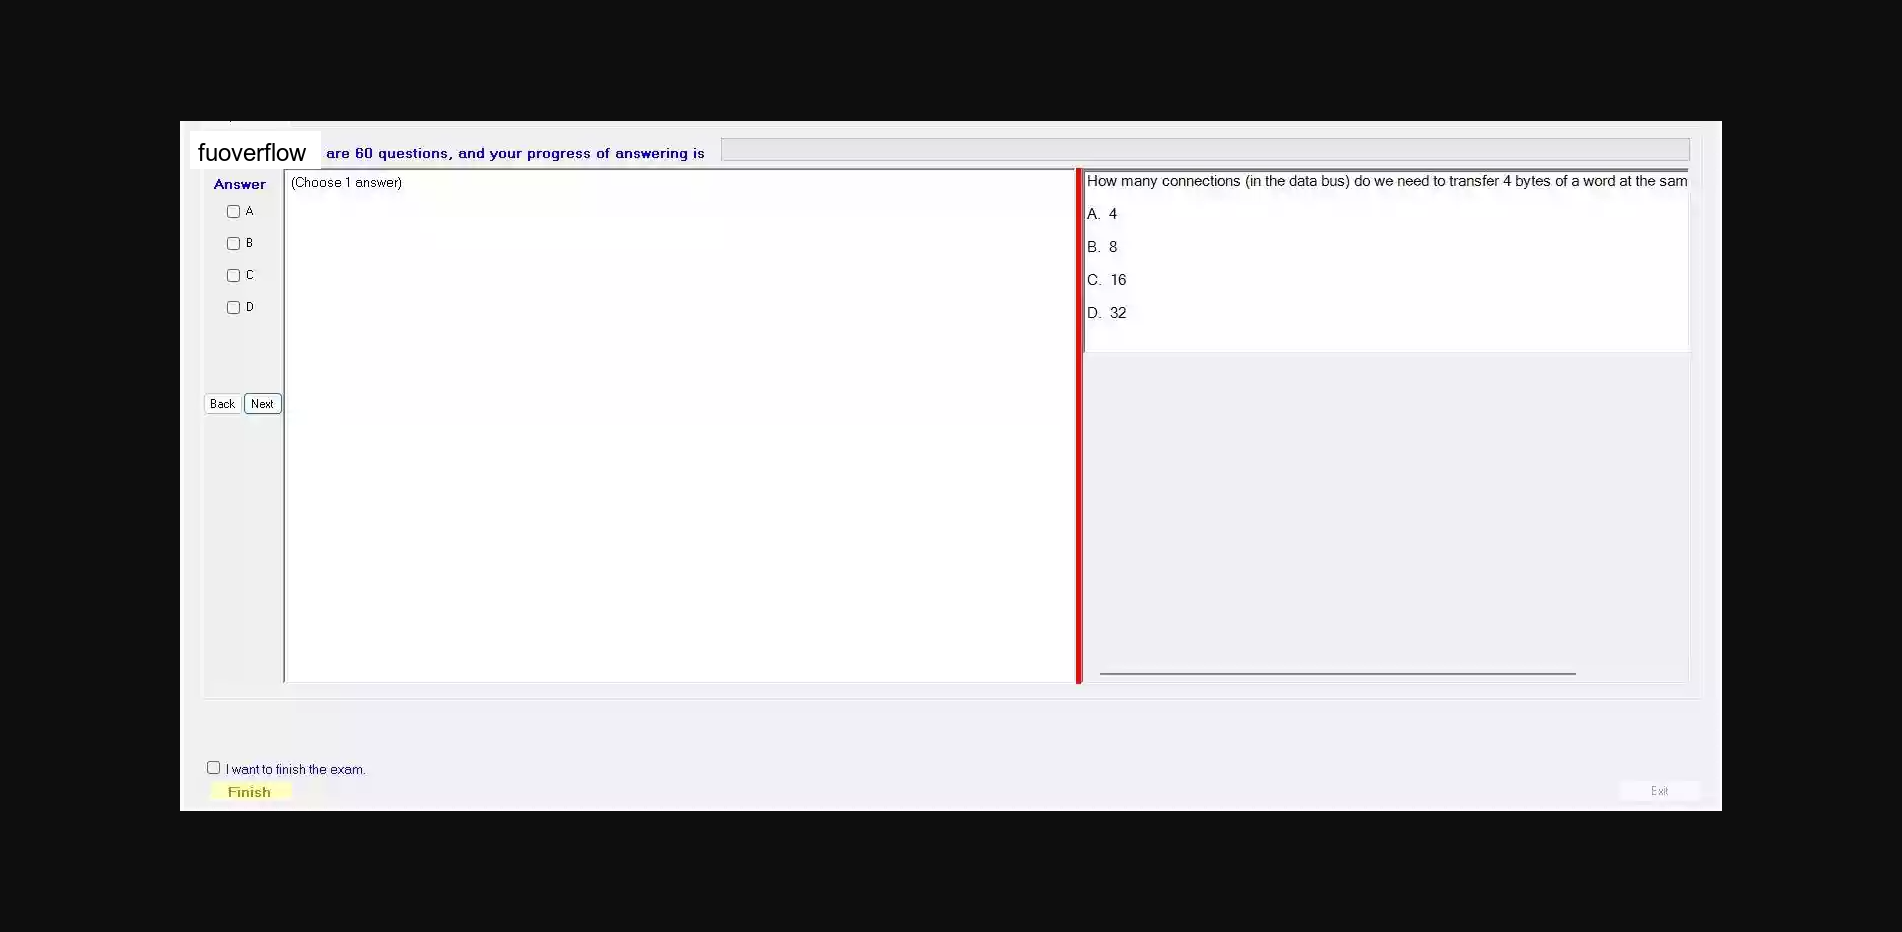 fuoverflow are 60 questions, and your progress of answering is
Answer
A
B
C
D
Back Next
(Choose 1 answer)
How many connections (in the data bus) do we need to transfer 4 bytes of a word at the sam
A. 4
B. 8
C. 16
D. 32
I want to finish the exam.
Finish
Exit